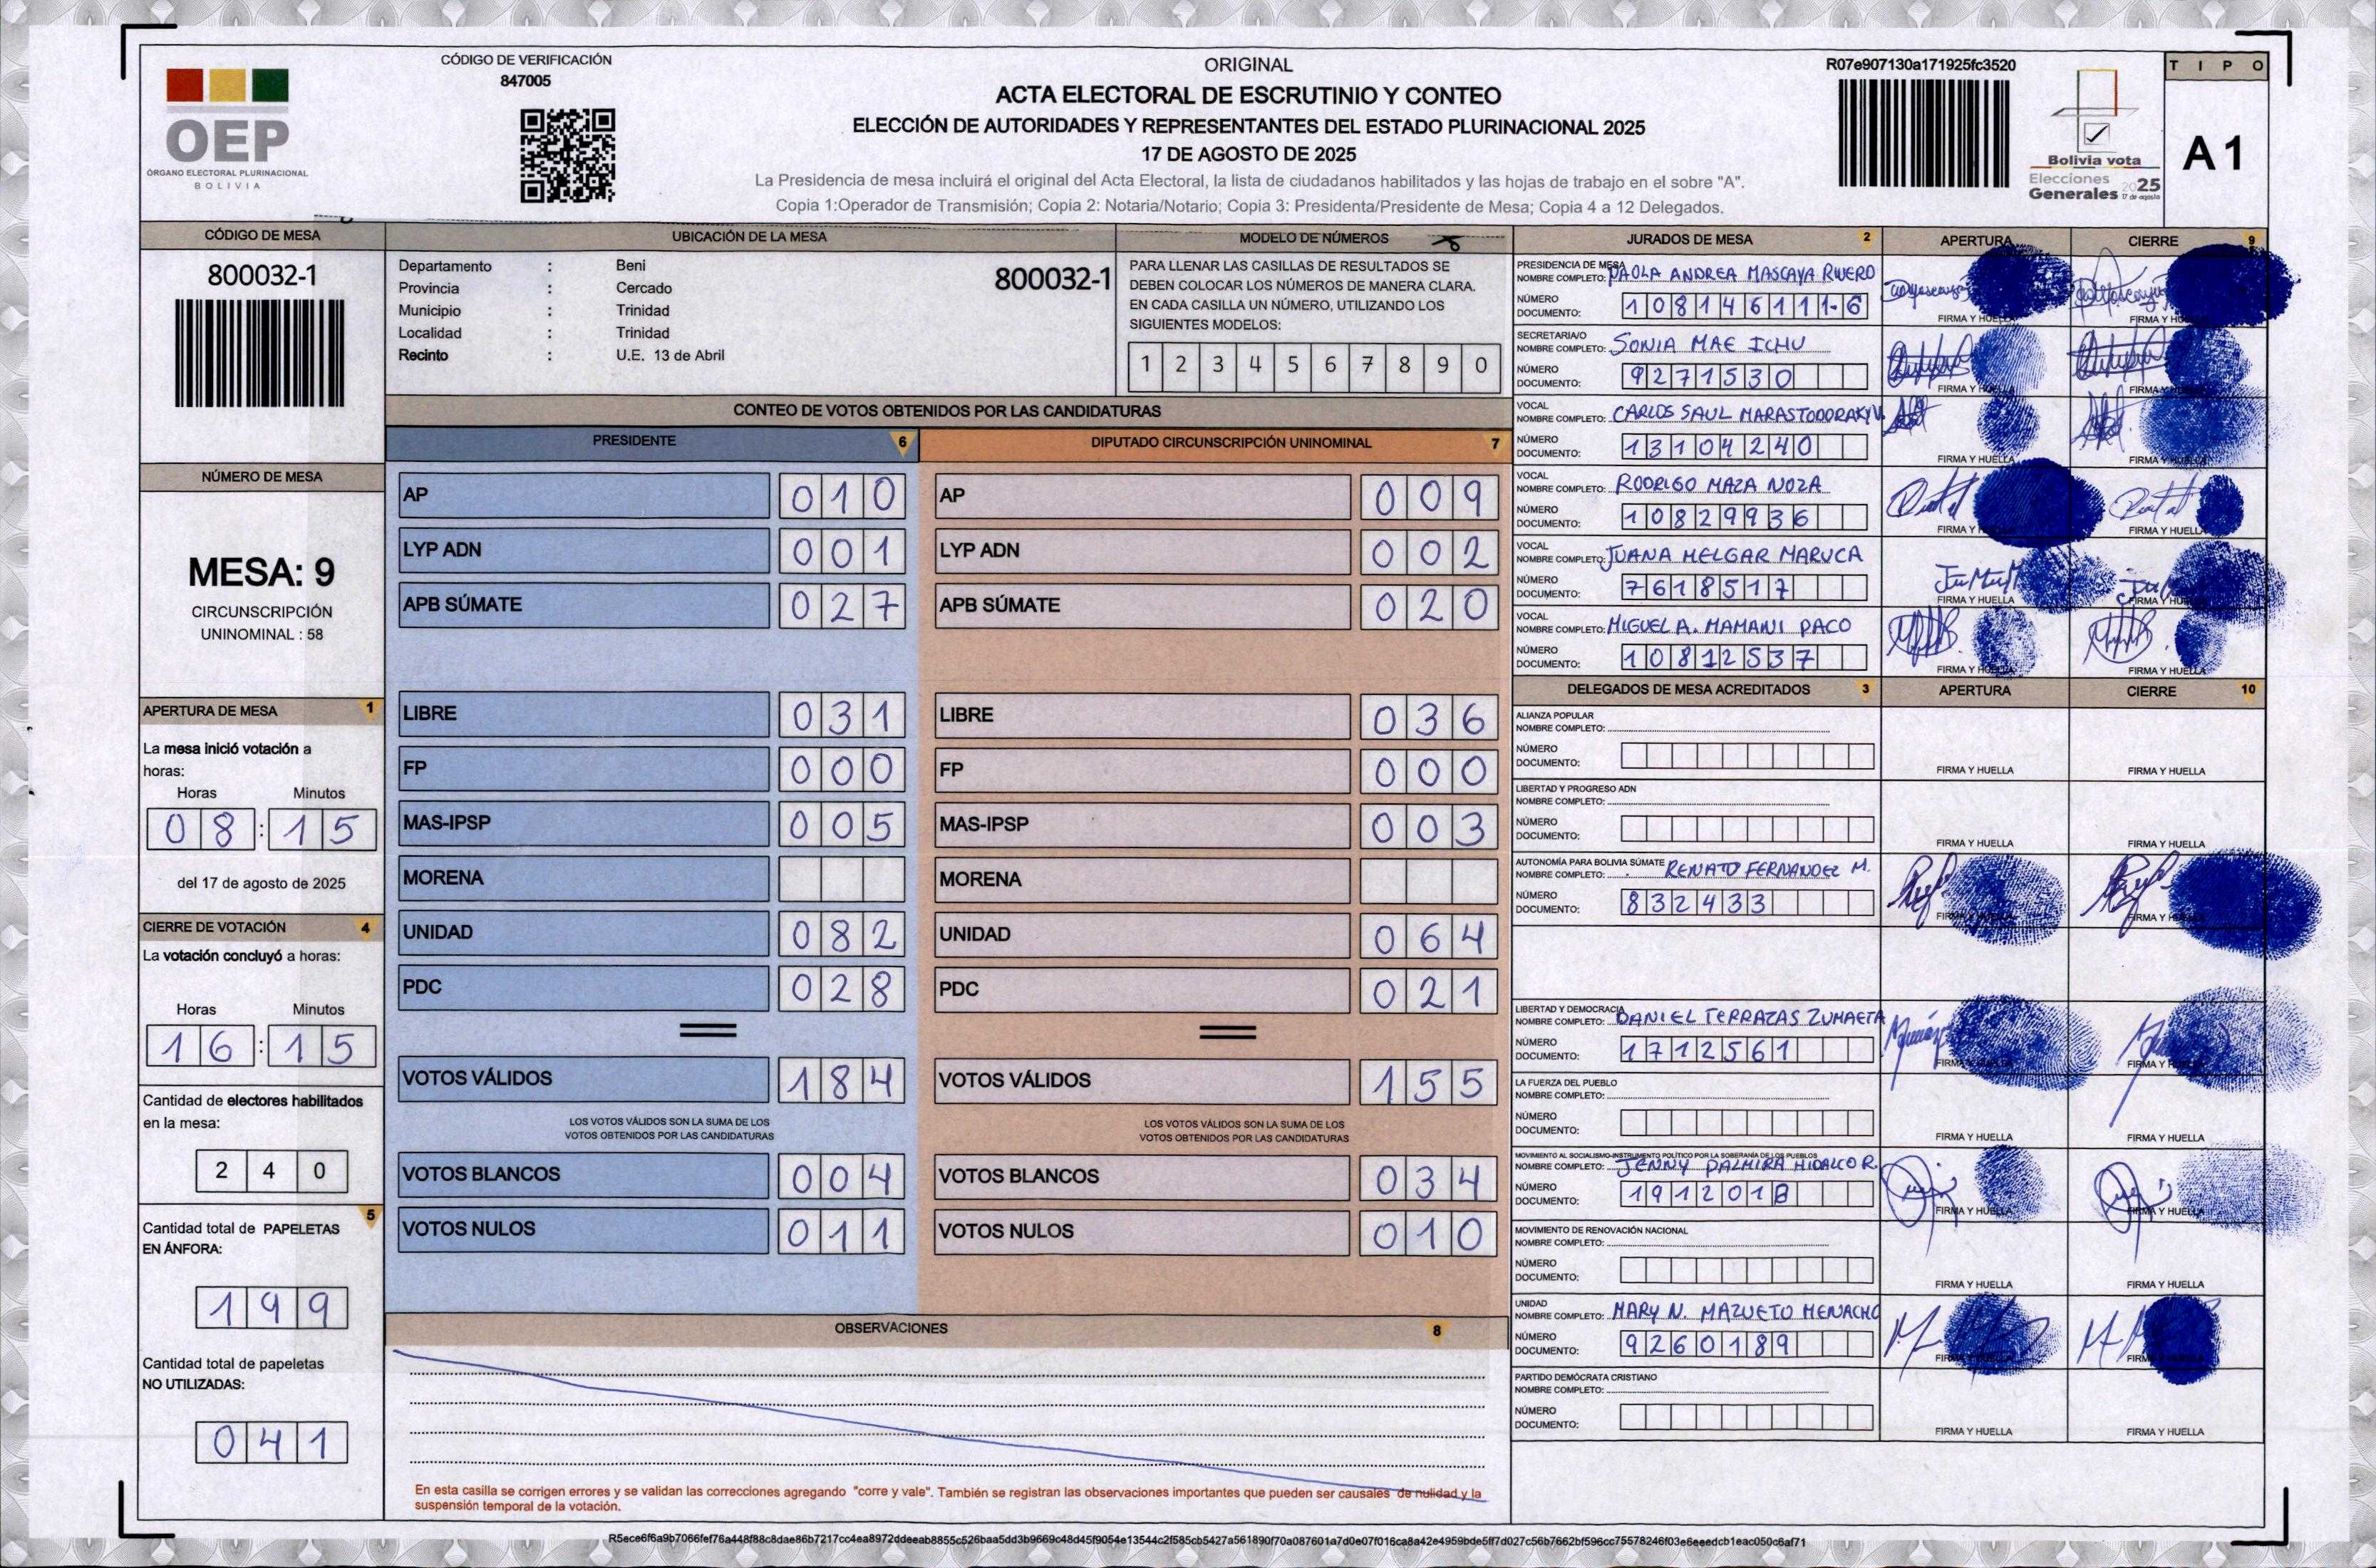 CÓDIGO DE VERIFICACIÓN
847005
OEP
ÓRGANO ELECTORAL PLURINACIONAL
BOLIVIA
ORIGINAL
ACTA ELECTORAL DE ESCRUTINIO Y CONTEO
ELECCIÓN DE AUTORIDADES Y REPRESENTANTES DEL ESTADO PLURINACIONAL 2025
17 DE AGOSTO DE 2025
La Presidencia de mesa incluirá el original del Acta Electoral, la lista de ciudadanos habilitados y las hojas de trabajo en el sobre "A".
Copia 1:Operador de Transmisión; Copia 2: Notaria/Notario; Copia 3: Presidenta/Presidente de Mesa; Copia 4 a 12 Delegados.
R07e907130a171925fc3520
Bolivia vota
Elecciones
Generales 2025
17 de agosto
TIPO
A1
CÓDIGO DE MESA
800032-1
NÚMERO DE MESA
MESA: 9
CIRCUNSCRIPCIÓN
UNINOMINAL : 58
APERTURA DE MESA 1
La mesa inició votación a
horas:
Horas Minutos
08:15
del 17 de agosto de 2025
CIERRE DE VOTACIÓN 4
La votación concluyó a horas:
Horas Minutos
16:15
Cantidad de electores habilitados
en la mesa:
240
5
Cantidad total de PAPELETAS
EN ÁNFORA:
199
Cantidad total de papeletas
NO UTILIZADAS:
041
UBICACIÓN DE LA MESA
Departamento : Beni
Provincia : Cercado
Municipio : Trinidad
Localidad : Trinidad
Recinto : U.E. 13 de Abril
800032-1
MODELO DE NÚMEROS
PARA LLENAR LAS CASILLAS DE RESULTADOS SE
DEBEN COLOCAR LOS NÚMEROS DE MANERA CLARA.
EN CADA CASILLA UN NÚMERO, UTILIZANDO LOS
SIGUIENTES MODELOS:
1 2 3 4 5 6 7 8 9 0
CONTEO DE VOTOS OBTENIDOS POR LAS CANDIDATURAS
PRESIDENTE 6
AP 010
LYP ADN 001
APB SÚMATE 027
LIBRE 031
FP 000
MAS-IPSP 005
MORENA
UNIDAD 082
PDC 028
VOTOS VÁLIDOS 184
LOS VOTOS VÁLIDOS SON LA SUMA DE LOS
VOTOS OBTENIDOS POR LAS CANDIDATURAS
VOTOS BLANCOS 004
VOTOS NULOS 011
DIPUTADO CIRCUNSCRIPCIÓN UNINOMINAL 7
AP 009
LYP ADN 002
APB SÚMATE 020
LIBRE 036
FP 000
MAS-IPSP 003
MORENA
UNIDAD 064
PDC 021
VOTOS VÁLIDOS 155
LOS VOTOS VÁLIDOS SON LA SUMA DE LOS
VOTOS OBTENIDOS POR LAS CANDIDATURAS
VOTOS BLANCOS 034
VOTOS NULOS 010
OBSERVACIONES 8
En esta casilla se corrigen errores y se validan las correcciones agregando "corre y vale". También se registran las observaciones importantes que pueden ser causales de nulidad y la
suspensión temporal de la votación.
JURADOS DE MESA 2 APERTURA CIERRE 9
PRESIDENCIA DE MESA
NOMBRE COMPLETO: PAOLA ANDREA MASCAYA RIVERO
NÚMERO
DOCUMENTO: 108146111-6
FIRMA Y HUELLA FIRMA Y HUELLA
SECRETARIA/O
NOMBRE COMPLETO: SONIA MAE ICHU
NÚMERO
DOCUMENTO: 9271530
FIRMA Y HUELLA FIRMA Y HUELLA
VOCAL
NOMBRE COMPLETO: CARLOS SAUL MARASTODORAKY V.
NÚMERO
DOCUMENTO: 13104240
FIRMA Y HUELLA FIRMA Y HUELLA
VOCAL
NOMBRE COMPLETO: RODRIGO MAZA NOZA
NÚMERO
DOCUMENTO: 10829936
FIRMA Y HUELLA FIRMA Y HUELLA
VOCAL
NOMBRE COMPLETO: JUANA MELGAR MARUCA
NÚMERO
DOCUMENTO: 7618517
FIRMA Y HUELLA FIRMA Y HUELLA
VOCAL
NOMBRE COMPLETO: MIGUEL A. MAMANI PACO
NÚMERO
DOCUMENTO: 10812537
FIRMA Y HUELLA FIRMA Y HUELLA
DELEGADOS DE MESA ACREDITADOS 3 APERTURA CIERRE 10
ALIANZA POPULAR
NOMBRE COMPLETO:
NÚMERO
DOCUMENTO:
FIRMA Y HUELLA FIRMA Y HUELLA
LIBERTAD Y PROGRESO ADN
NOMBRE COMPLETO:
NÚMERO
DOCUMENTO:
FIRMA Y HUELLA FIRMA Y HUELLA
AUTONOMÍA PARA BOLIVIA SÚMATE
NOMBRE COMPLETO: RENATO FERNANDEZ M.
NÚMERO
DOCUMENTO: 832433
FIRMA Y HUELLA FIRMA Y HUELLA
LIBERTAD Y DEMOCRACIA
NOMBRE COMPLETO: DANIEL TERRAZAS ZUMAETA
NÚMERO
DOCUMENTO: 1712561
FIRMA Y HUELLA FIRMA Y HUELLA
LA FUERZA DEL PUEBLO
NOMBRE COMPLETO:
NÚMERO
DOCUMENTO:
FIRMA Y HUELLA FIRMA Y HUELLA
MOVIMIENTO AL SOCIALISMO-INSTRUMENTO POLÍTICO POR LA SOBERANÍA DE LOS PUEBLOS
NOMBRE COMPLETO: JENNY PALMIRA HIDALGO R.
NÚMERO
DOCUMENTO: 1912018
FIRMA Y HUELLA FIRMA Y HUELLA
MOVIMIENTO DE RENOVACIÓN NACIONAL
NOMBRE COMPLETO:
NÚMERO
DOCUMENTO:
FIRMA Y HUELLA FIRMA Y HUELLA
UNIDAD
NOMBRE COMPLETO: MARY N. MAZUETO MENACHO
NÚMERO
DOCUMENTO: 9260189
FIRMA Y HUELLA FIRMA Y HUELLA
PARTIDO DEMÓCRATA CRISTIANO
NOMBRE COMPLETO:
NÚMERO
DOCUMENTO:
FIRMA Y HUELLA FIRMA Y HUELLA